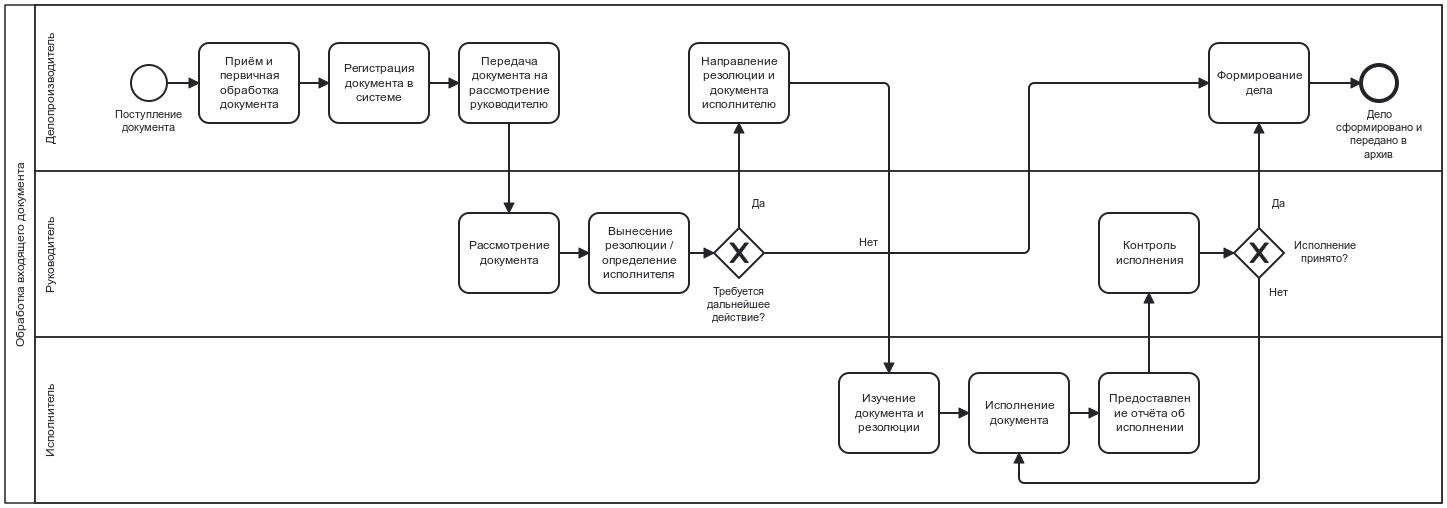 Обработка входящего документа
Делопроизводитель
Поступление
документа
Приём и
первичная
обработка
документа
Регистрация
документа в
системе
Передача
документа на
рассмотрение
руководителю
Направление
резолюции и
документа
исполнителю
Формирование
дела
Дело
сформировано и
передано в
архив
Руководитель
Рассмотрение
документа
Вынесение
резолюции /
определение
исполнителя
Да
Требуется
дальнейшее
действие?
Нет
Контроль
исполнения
Да
Исполнение
принято?
Нет
Исполнитель
Изучение
документа и
резолюции
Исполнение
документа
Предоставлен
ие отчёта об
исполнении